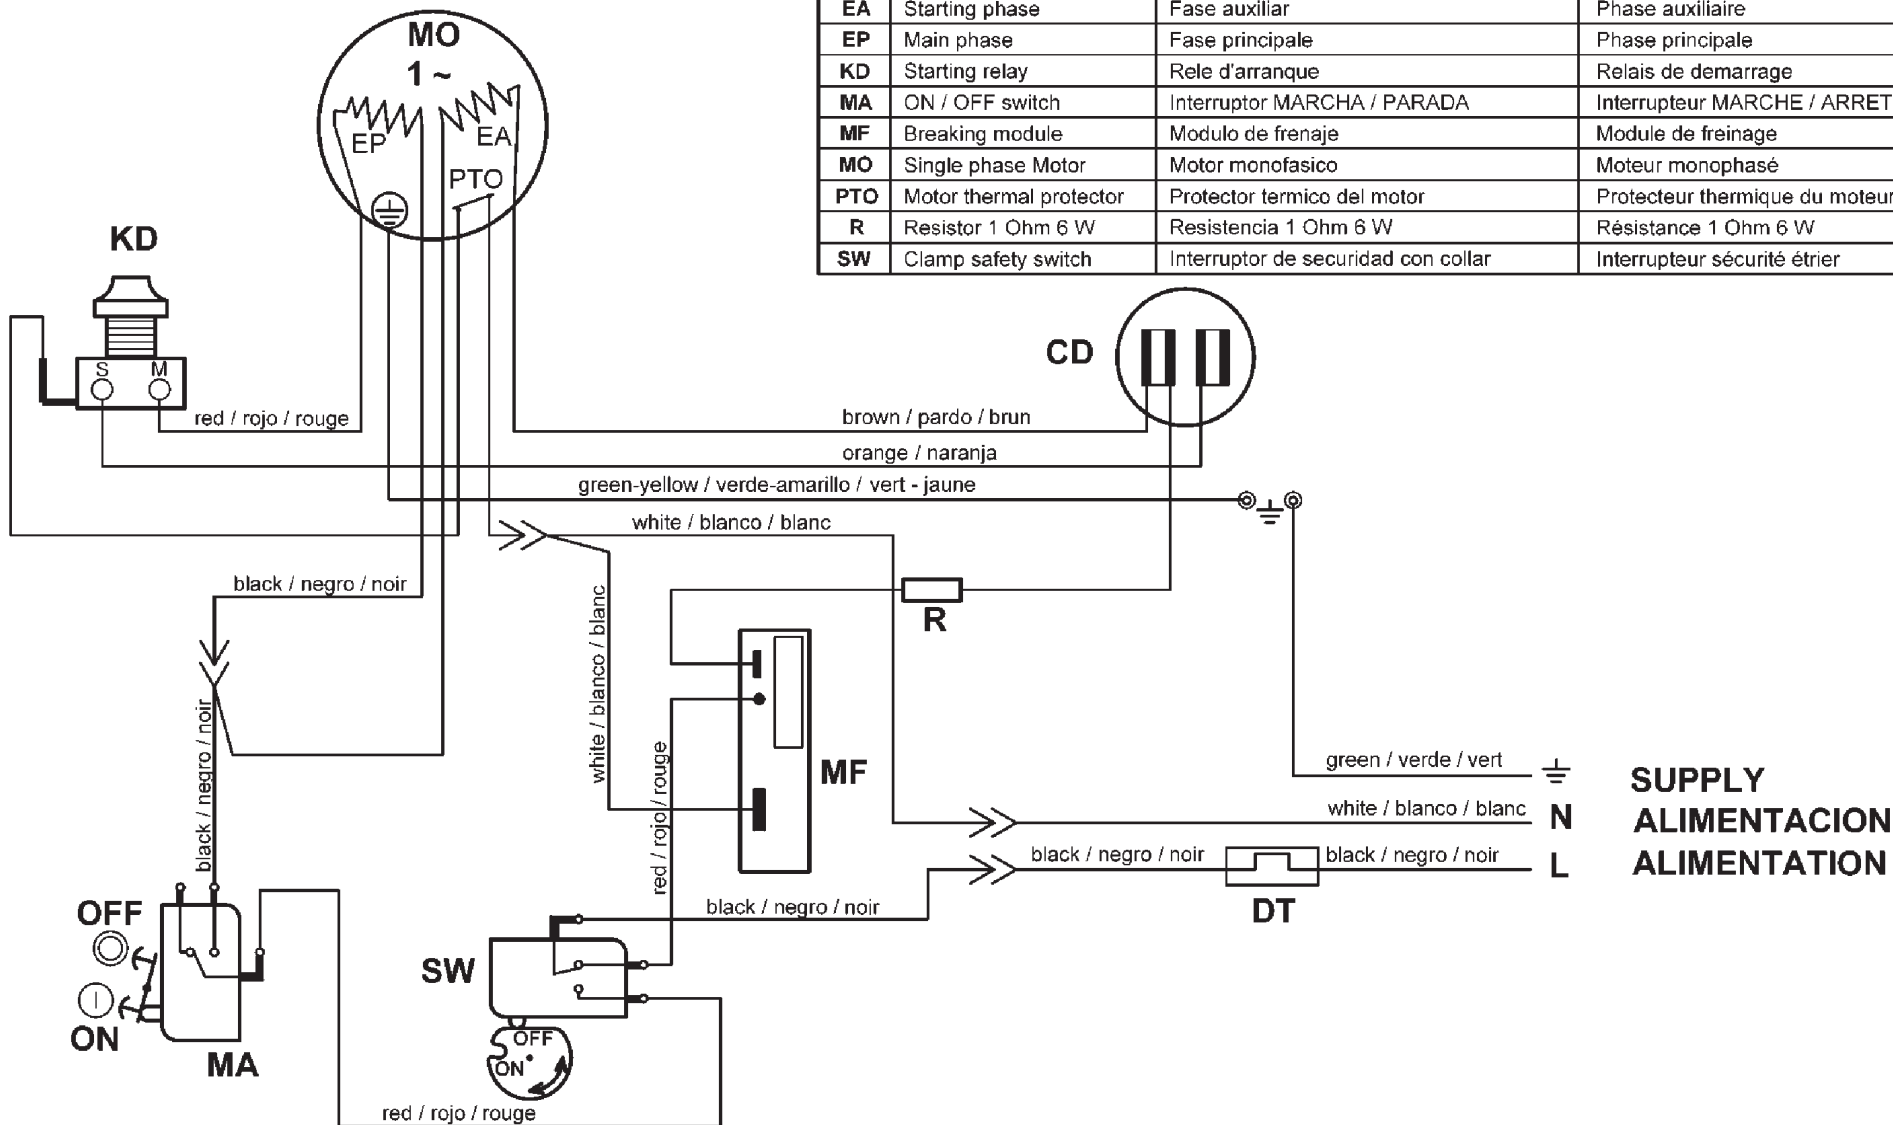 EA Starting phase Fase auxiliar Phase auxiliaire
EP Main phase Fase principale Phase principale
KD Starting relay Rele d'arranque Relais de demarrage
MA ON / OFF switch Interruptor MARCHA / PARADA Interrupteur MARCHE / ARRET
MF Breaking module Modulo de frenaje Module de freinage
MO Single phase Motor Motor monofasico Moteur monophasé
PTO Motor thermal protector Protector termico del motor Protecteur thermique du moteur
R Resistor 1 Ohm 6 W Resistencia 1 Ohm 6 W Résistance 1 Ohm 6 W
SW Clamp safety switch Interruptor de securidad con collar Interrupteur sécurité étrier
MO
1 ~
EP
EA
PTO
KD
S M
CD
red / rojo / rouge
brown / pardo / brun
orange / naranja
green-yellow / verde-amarillo / vert - jaune
white / blanco / blanc
black / negro / noir
white / blanco / blanc
R
black / negro / noir
red / rojo / rouge
MF
green / verde / vert
SUPPLY
white / blanco / blanc
N
ALIMENTACION
black / negro / noir
black / negro / noir
L
ALIMENTATION
DT
black / negro / noir
OFF
ON
MA
SW
OFF
ON
red / rojo / rouge